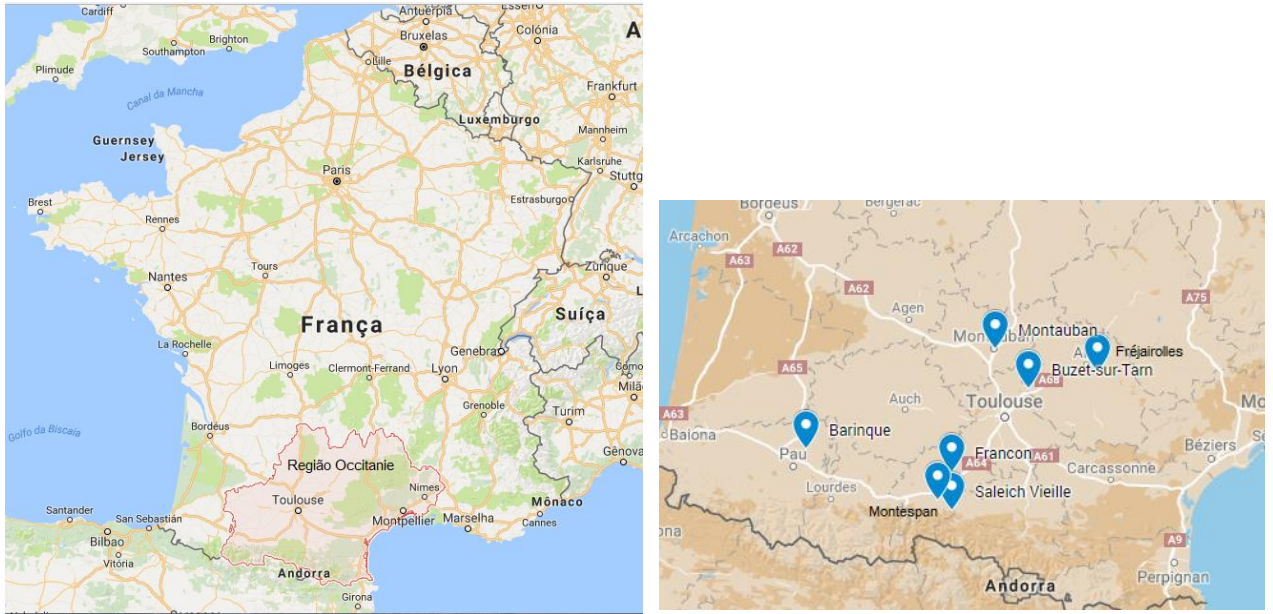 Cardiff
Southampton
Brighton
Plimude
Canal da Mancha
Guernsey
Jersey
Antuérpia
Bruxelas
Lille
Bélgica
Colónia
Frankfurt
Luxemburgo
Mannheim
Karlsruhe
Stuttg
Paris
Estrasburgo
Brest
Rennes
Nantes
Tours
Zurique
Suíça
França
Genebra
La Rochelle
Limoges
Clermont-Ferrand
Lyon
Grenoble
Milão
Turim
Golfo da Biscaia
Bordéus
Gênova
Região Occitanie
Toulouse
Nimes
Montpellier
Marselha
Mônaco
Cannes
Santander
San Sebastián
Bilbao
Vitória
Andorra
Girona
Bordéus
Bergerac
Arcachon
A62
A63
A62
Agen
A75
Montauban
Fréjairolles
Buzet-sur-Tarn
A68
A65
Auch
Toulouse
A63
Baiona
Barinque
Pau
Francon
A64
A61
Carcassonne
Béziers
Lourdes
Saleich Vieille
Montespan
A9
Andorra
Perpignan